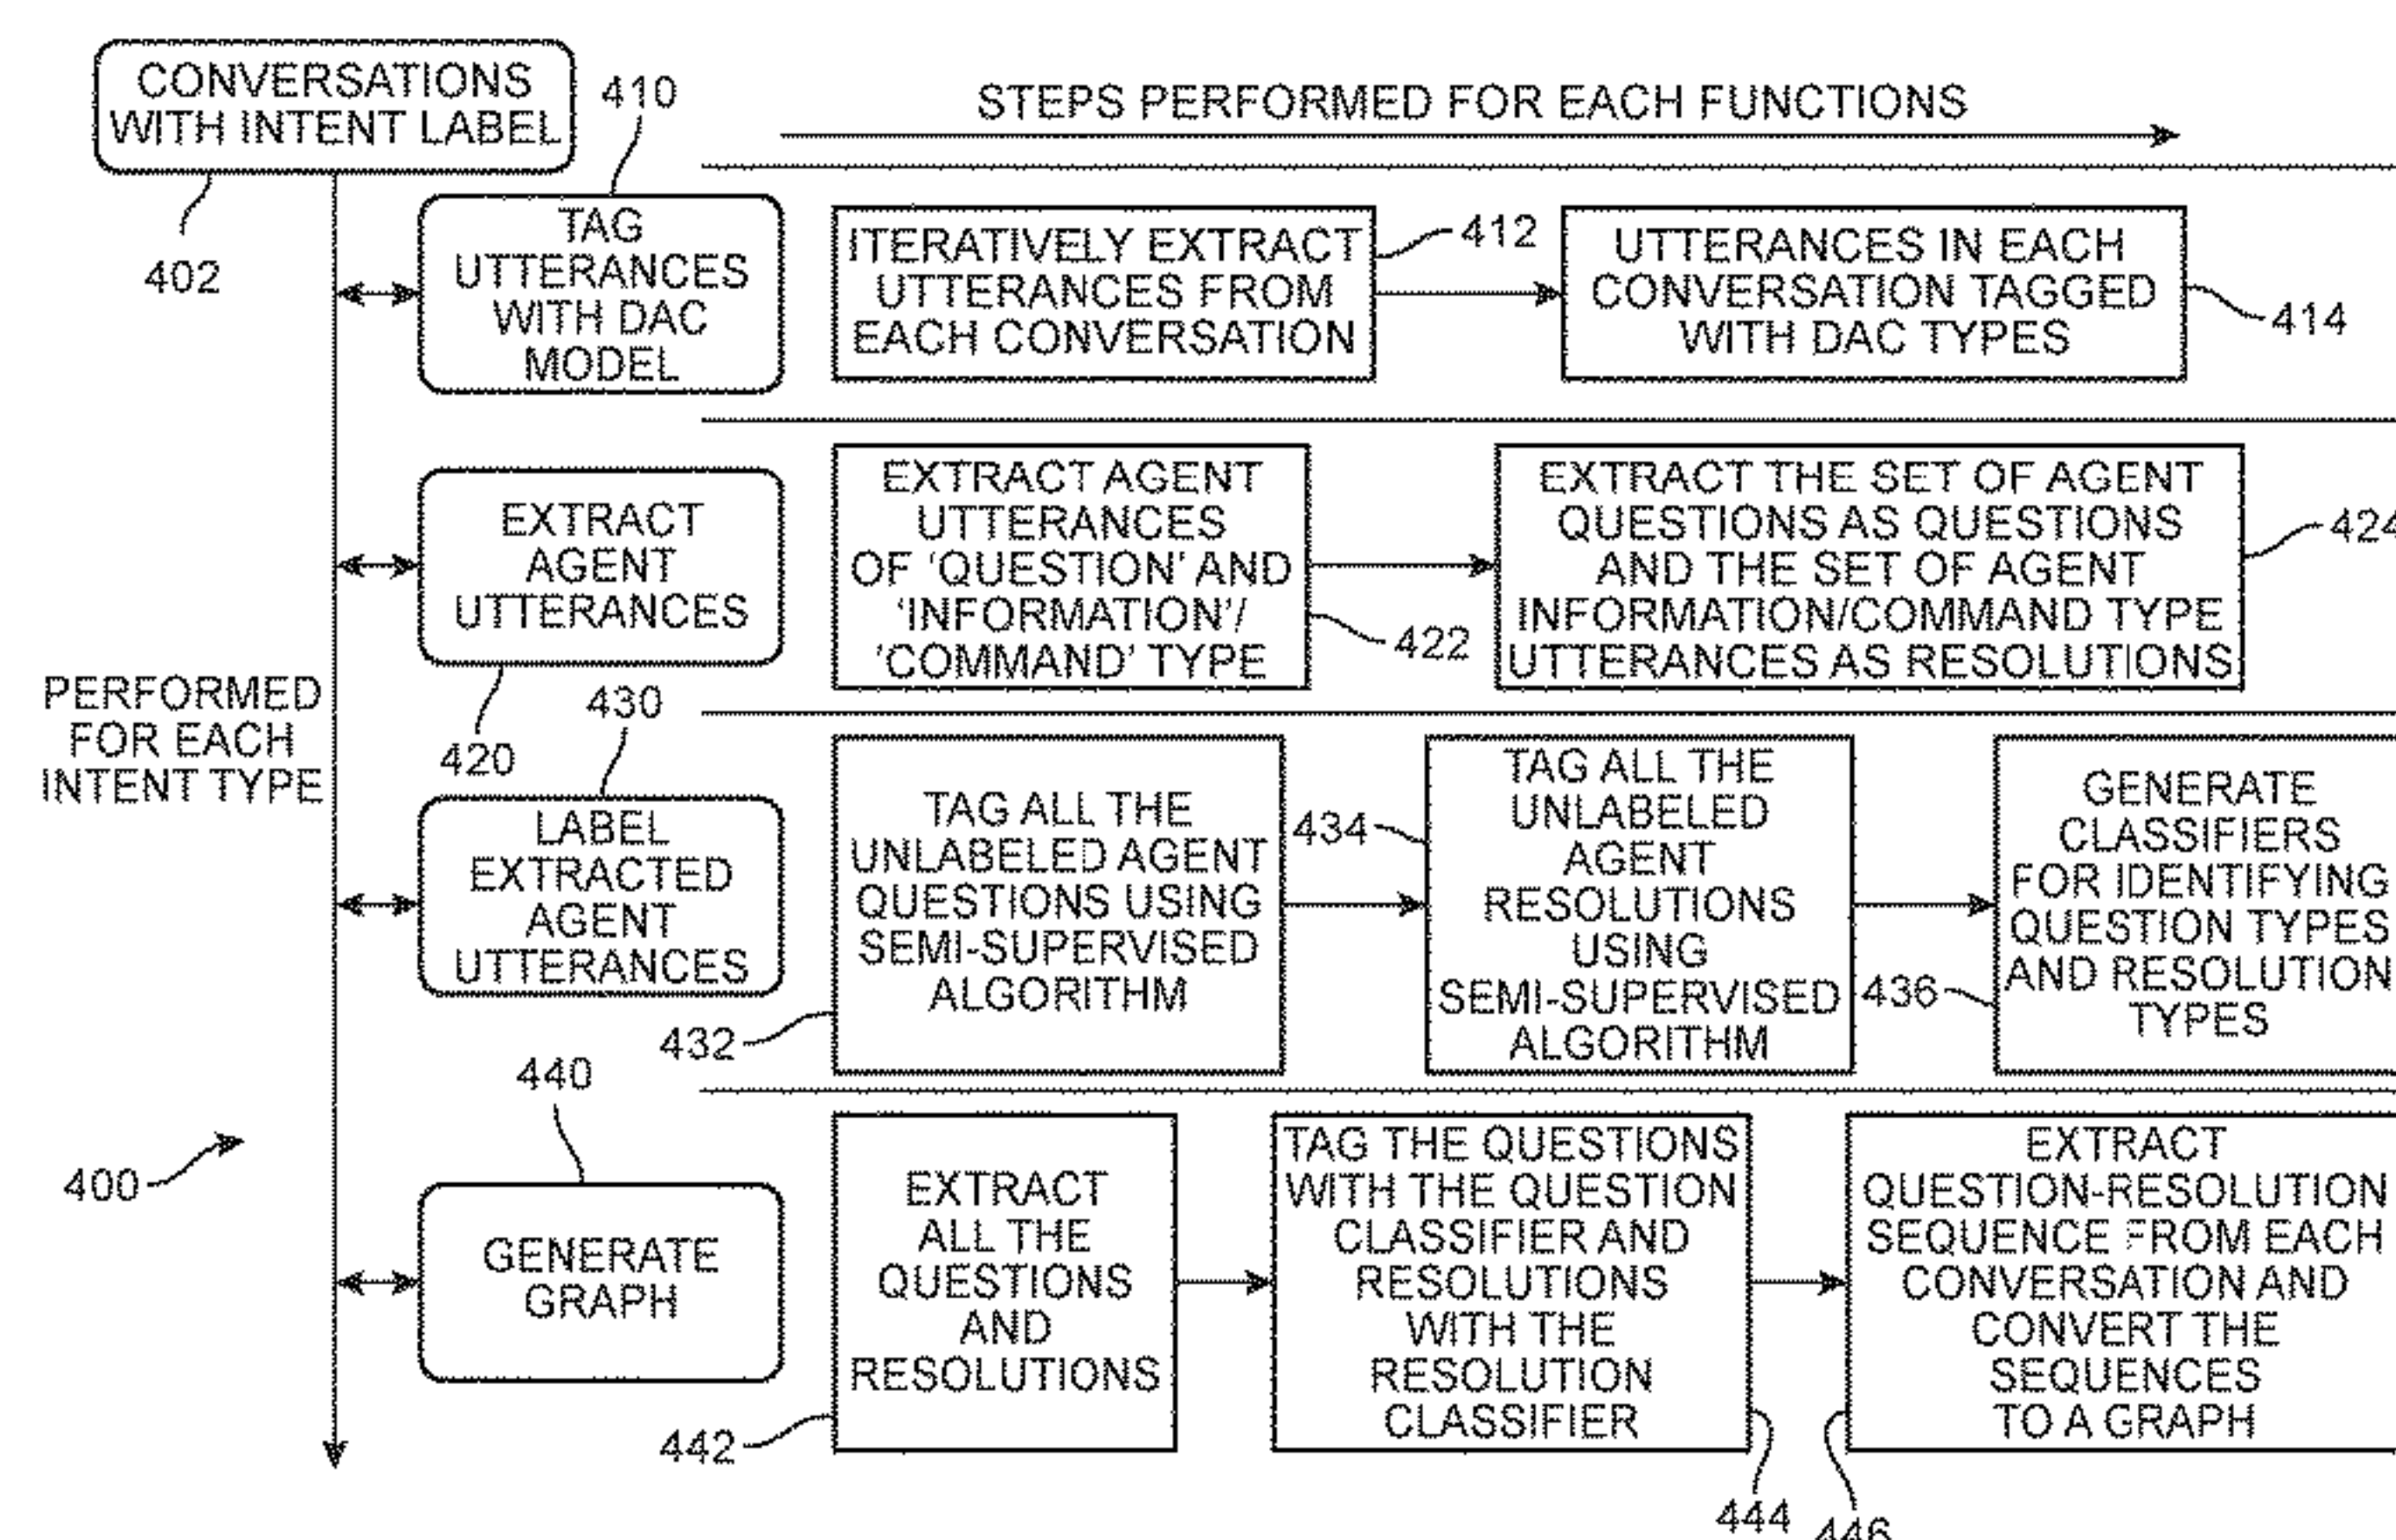 CONVERSATIONS
WITH INTENT LABEL
402
410
STEPS PERFORMED FOR EACH FUNCTIONS
TAG
UTTERANCES
WITH DAC
MODEL
ITERATIVELY EXTRACT
UTTERANCES FROM
EACH CONVERSATION
412
UTTERANCES IN EACH
CONVERSATION TAGGED
WITH DAC TYPES
414
EXTRACT
AGENT
UTTERANCES
420
EXTRACT AGENT
UTTERANCES
OF 'QUESTION' AND
'INFORMATION'/
'COMMAND' TYPE
422
EXTRACT THE SET OF AGENT
QUESTIONS AS QUESTIONS
AND THE SET OF AGENT
INFORMATION/COMMAND TYPE
UTTERANCES AS RESOLUTIONS
424
PERFORMED
FOR EACH
INTENT TYPE
430
LABEL
EXTRACTED
AGENT
UTTERANCES
TAG ALL THE
UNLABELED AGENT
QUESTIONS USING
SEMI-SUPERVISED
ALGORITHM
432
434
TAG ALL THE
UNLABELED
AGENT
RESOLUTIONS
USING
SEMI-SUPERVISED
ALGORITHM
436
GENERATE
CLASSIFIERS
FOR IDENTIFYING
QUESTION TYPES
AND RESOLUTION
TYPES
400
440
GENERATE
GRAPH
EXTRACT
ALL THE
QUESTIONS
AND
RESOLUTIONS
442
TAG THE QUESTIONS
WITH THE QUESTION
CLASSIFIER AND
RESOLUTIONS
WITH THE
RESOLUTION
CLASSIFIER
444
EXTRACT
QUESTION-RESOLUTION
SEQUENCE FROM EACH
CONVERSATION AND
CONVERT THE
SEQUENCES
TO A GRAPH
446